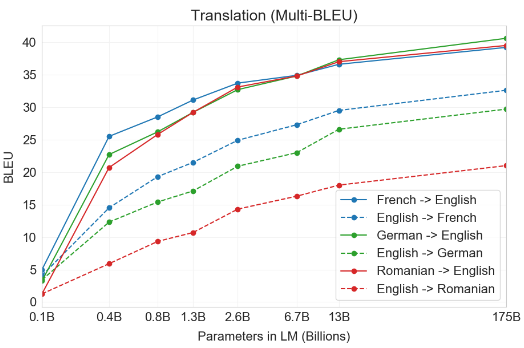 Translation (Multi-BLEU)
40
35
30
25
20
15
10
5
0
BLEU
0.1B 0.4B 0.8B 1.3B 2.6B 6.7B 13B 175B
Parameters in LM (Billions)
French -> English
English -> French
German -> English
English -> German
Romanian -> English
English -> Romanian